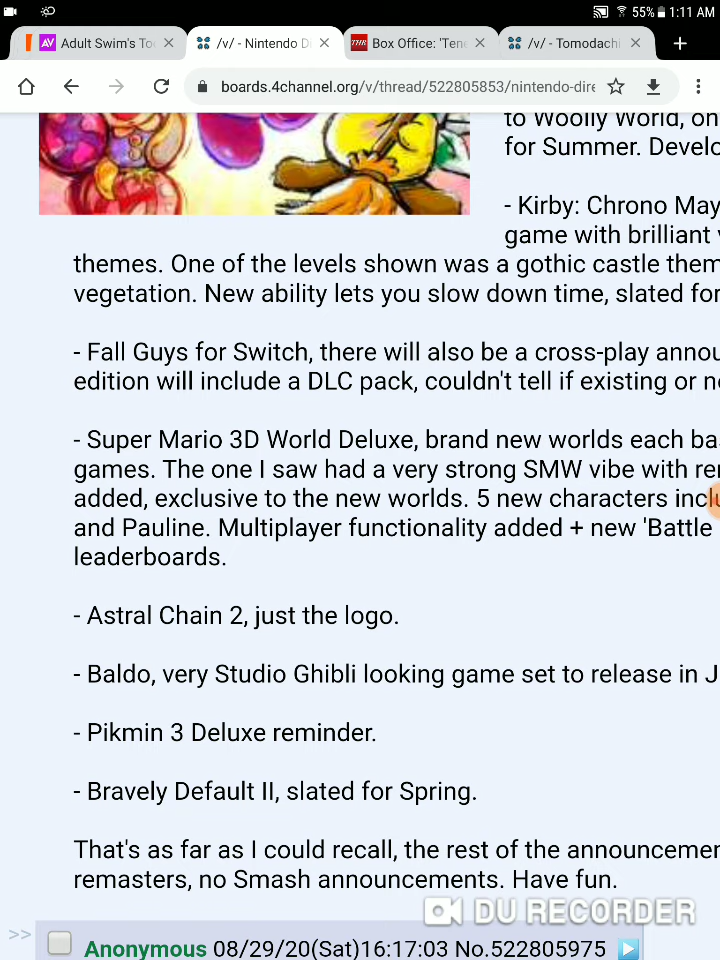 55% 1:11 AM
AV Adult Swim's To
/v/ - Nintendo D
THR Box Office: 'Ten
/v/ - Tomodachi
boards.4channel.org/v/thread/522805853/nintendo-dire
to Woolly World, on
for Summer. Develo
- Kirby: Chrono May
game with brilliant v
themes. One of the levels shown was a gothic castle them
vegetation. New ability lets you slow down time, slated for
- Fall Guys for Switch, there will also be a cross-play annou
edition will include a DLC pack, couldn't tell if existing or ne
- Super Mario 3D World Deluxe, brand new worlds each bas
games. The one I saw had a very strong SMW vibe with re
added, exclusive to the new worlds. 5 new characters inclu
and Pauline. Multiplayer functionality added + new 'Battle
leaderboards.
- Astral Chain 2, just the logo.
- Baldo, very Studio Ghibli looking game set to release in J
- Pikmin 3 Deluxe reminder.
- Bravely Default II, slated for Spring.
That's as far as I could recall, the rest of the announcemen
remasters, no Smash announcements. Have fun.
DU RECORDER
>> Anonymous 08/29/20(Sat)16:17:03 No.522805975